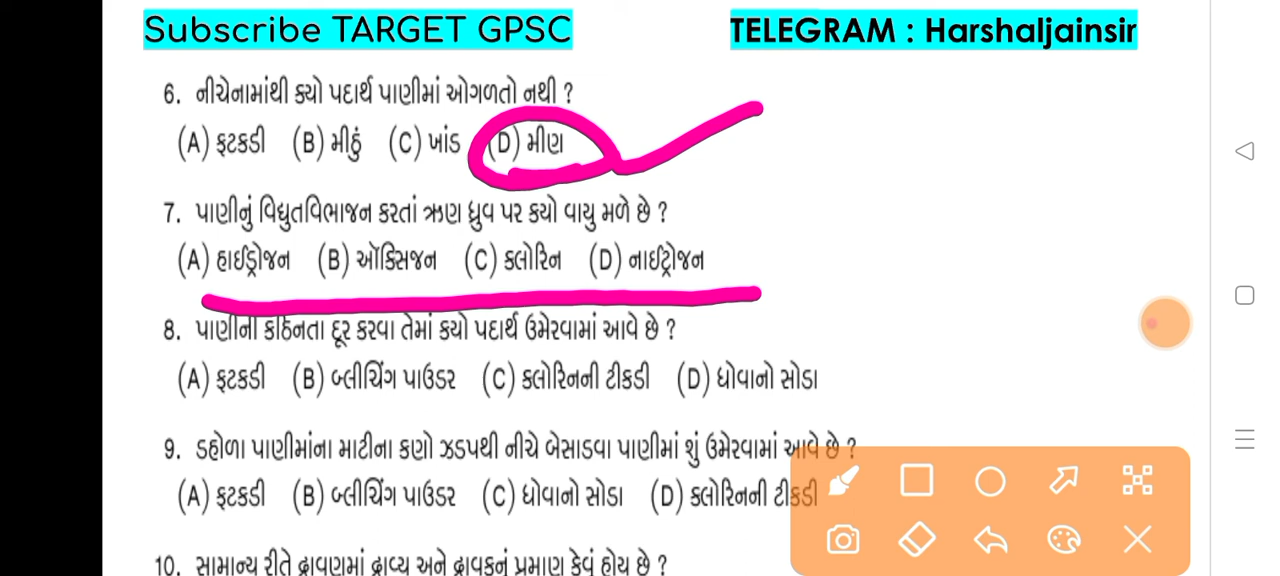 Subscribe TARGET GPSC
TELEGRAM : Harshaljainsir
6. નીચેનામાંથી ક્યો પદાર્થ પાણીમાં ઓગળતો નથી ?
(A) ફટકડી (B) મીઠું (C) ખાંડ (D) મીણ
7. પાણીનું વિદ્યુતવિભાજન કરતાં ઋણ ધ્રુવ પર કયો વાયુ મળે છે ?
(A) હાઈડ્રોજન (B) ઑક્સિજન (C) ક્લોરિન (D) નાઈટ્રોજન
8. પાણીની કઠિનતા દૂર કરવા તેમાં કયો પદાર્થ ઉમેરવામાં આવે છે ?
(A) ફટકડી (B) બ્લીચિંગ પાઉડર (C) ક્લોરિનની ટીકડી (D) ધોવાનો સોડા
9. ડહોળા પાણીમાંના માટીના કણો ઝડપથી નીચે બેસાડવા પાણીમાં શું ઉમેરવામાં આવે છે ?
(A) ફટકડી (B) બ્લીચિંગ પાઉડર (C) ધોવાનો સોડા (D) ક્લોરિનની ટીકડી
10. સામાન્ય રીતે દ્રાવણમાં દ્રાવ્ય અને દ્રાવકનું પ્રમાણ કેવું હોય છે ?